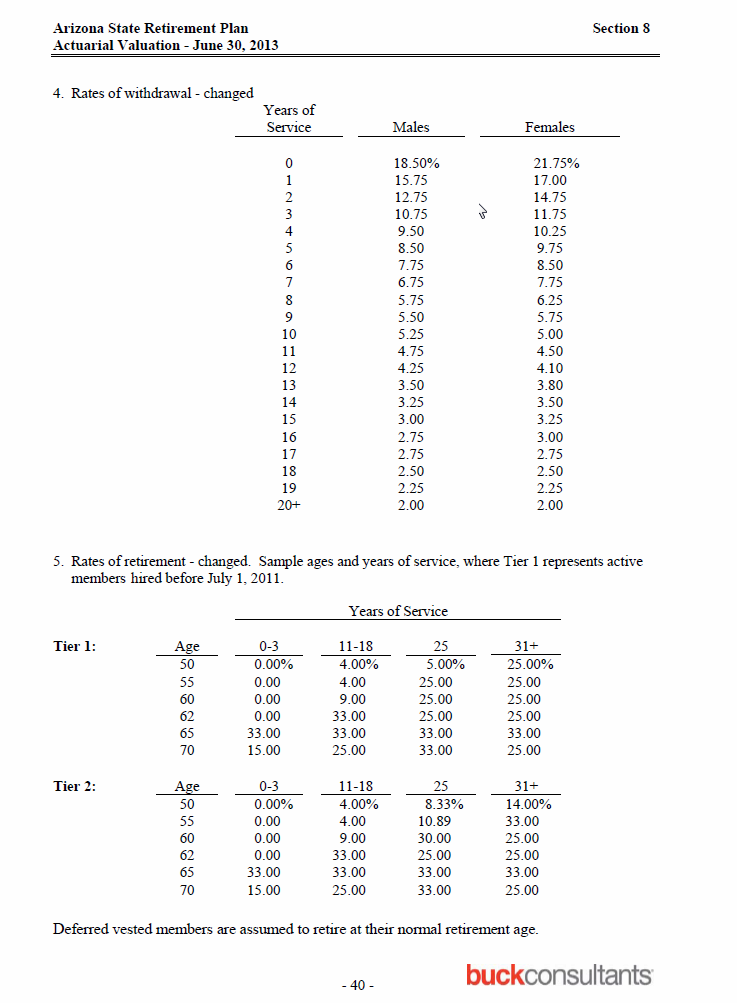 Arizona State Retirement Plan Section 8
Actuarial Valuation - June 30, 2013
4. Rates of withdrawal - changed
Years of
Service Males Females
0 18.50% 21.75%
1 15.75 17.00
2 12.75 14.75
3 10.75 11.75
4 9.50 10.25
5 8.50 9.75
6 7.75 8.50
7 6.75 7.75
8 5.75 6.25
9 5.50 5.75
10 5.25 5.00
11 4.75 4.50
12 4.25 4.10
13 3.50 3.80
14 3.25 3.50
15 3.00 3.25
16 2.75 3.00
17 2.75 2.75
18 2.50 2.50
19 2.25 2.25
20+ 2.00 2.00
5. Rates of retirement - changed. Sample ages and years of service, where Tier 1 represents active
members hired before July 1, 2011.
Years of Service
Tier 1: Age 0-3 11-18 25 31+
50 0.00% 4.00% 5.00% 25.00%
55 0.00 4.00 25.00 25.00
60 0.00 9.00 25.00 25.00
62 0.00 33.00 25.00 25.00
65 33.00 33.00 33.00 33.00
70 15.00 25.00 33.00 25.00
Tier 2: Age 0-3 11-18 25 31+
50 0.00% 4.00% 8.33% 14.00%
55 0.00 4.00 10.89 33.00
60 0.00 9.00 30.00 25.00
62 0.00 33.00 25.00 25.00
65 33.00 33.00 33.00 33.00
70 15.00 25.00 33.00 25.00
Deferred vested members are assumed to retire at their normal retirement age.
buckconsultants
- 40 -